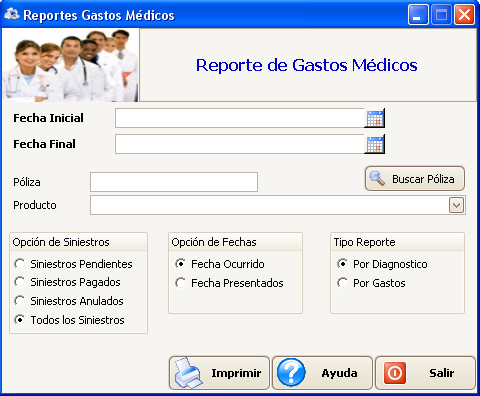 Reportes Gastos Médicos
Reporte de Gastos Médicos
Fecha Inicial
Fecha Final
Póliza
Buscar Póliza
Producto
Opción de Siniestros
Siniestros Pendientes
Siniestros Pagados
Siniestros Anulados
Todos los Siniestros
Opción de Fechas
Fecha Ocurrido
Fecha Presentados
Tipo Reporte
Por Diagnostico
Por Gastos
Imprimir
Ayuda
Salir